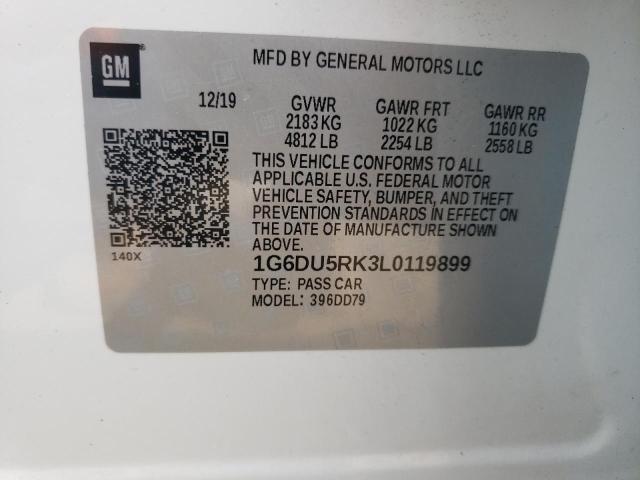 GM
MFD BY GENERAL MOTORS LLC
12/19 GVWR GAWR FRT GAWR RR
2183 KG 1022 KG 1160 KG
4812 LB 2254 LB 2558 LB
THIS VEHICLE CONFORMS TO ALL
APPLICABLE U.S. FEDERAL MOTOR
VEHICLE SAFETY, BUMPER, AND THEFT
PREVENTION STANDARDS IN EFFECT ON
THE DATE OF MANUFACTURE SHOWN
ABOVE.
140X
1G6DU5RK3L0119899
TYPE: PASS CAR
MODEL: 396DD79